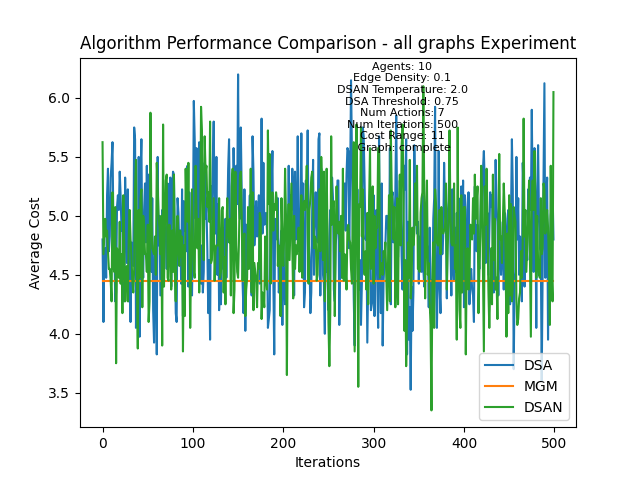 Algorithm Performance Comparison - all graphs Experiment
Agents: 10
Edge Density: 0.1
DSAN Temperature: 2.0
DSA Threshold: 0.75
Num Actions: 7
Num Iterations: 500
Cost Range: 11
Graph: complete
Average Cost
6.0
5.5
5.0
4.5
4.0
3.5
DSA
MGM
DSAN
0
100
200
300
400
500
Iterations